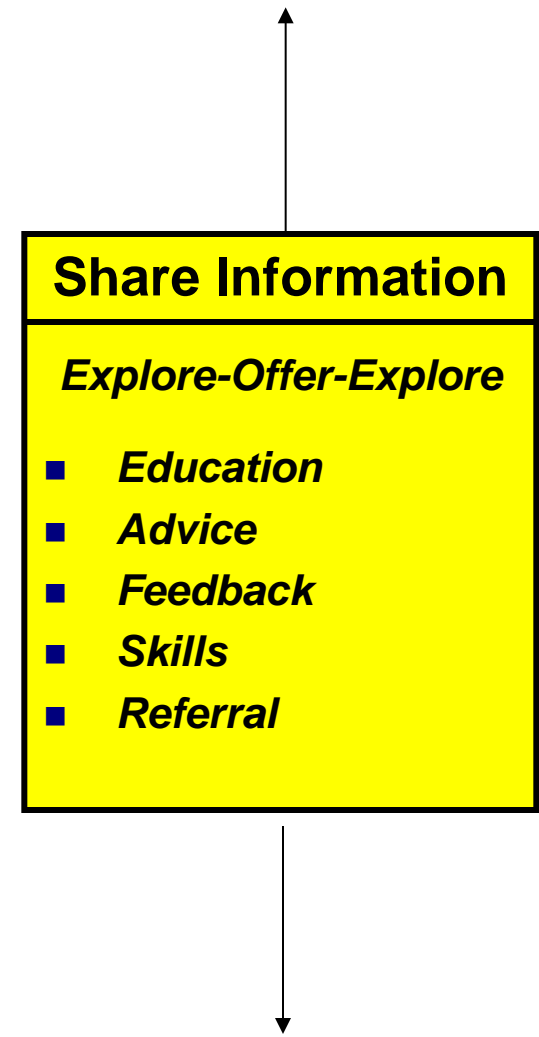 Share Information
Explore-Offer-Explore
Education
Advice
Feedback
Skills
Referral